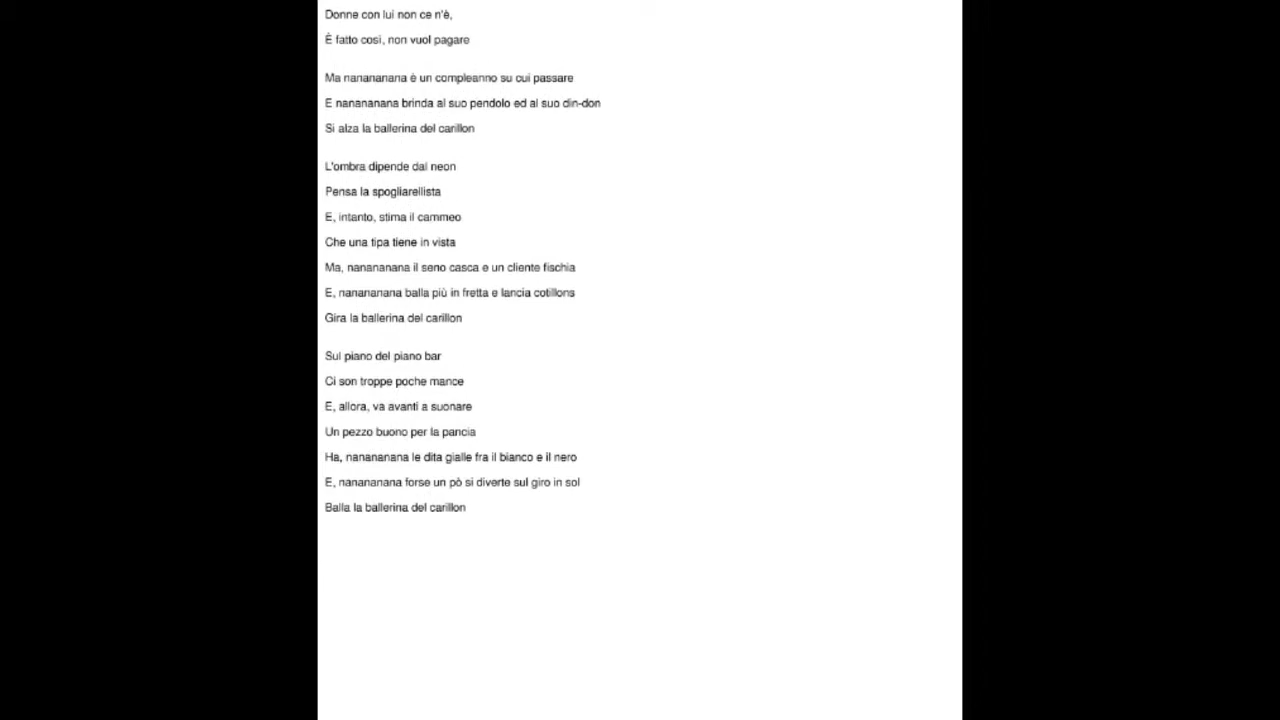 Donne con lui non ce n'è,
È fatto così, non vuol pagare
Ma nanananana è un compleanno su cui passare
E nanananana brinda al suo pendolo ed al suo din-don
Si alza la ballerina del carillon
L'ombra dipende dal neon
Pensa la spogliarellista
E, intanto, stima il cammeo
Che una tipa tiene in vista
Ma, nanananana il seno casca e un cliente fischia
E, nanananana balla più in fretta e lancia cotillons
Gira la ballerina del carillon
Sul piano del piano bar
Ci son troppe poche mance
E, allora, va avanti a suonare
Un pezzo buono per la pancia
Ha, nanananana le dita gialle fra il bianco e il nero
E, nanananana forse un pò si diverte sul giro in sol
Balla la ballerina del carillon